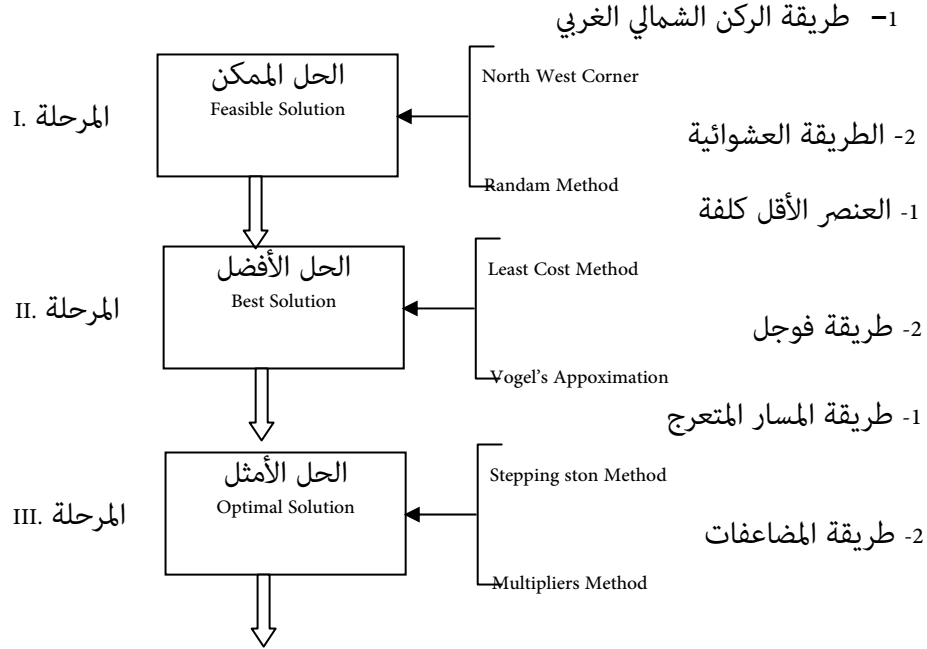 1– طريقة الركن الشمالي الغربي
الحل الممكن
Feasible Solution
North West Corner
المرحلة .I
2- الطريقة العشوائية
Randam Method
1- العنصر الأقل كلفة
الحل الأفضل
Best Solution
Least Cost Method
المرحلة .II
2- طريقة فوجل
Vogel's Appoximation
1- طريقة المسار المتعرج
الحل الأمثل
Optimal Solution
Stepping ston Method
المرحلة .III
2- طريقة المضاعفات
Multipliers Method